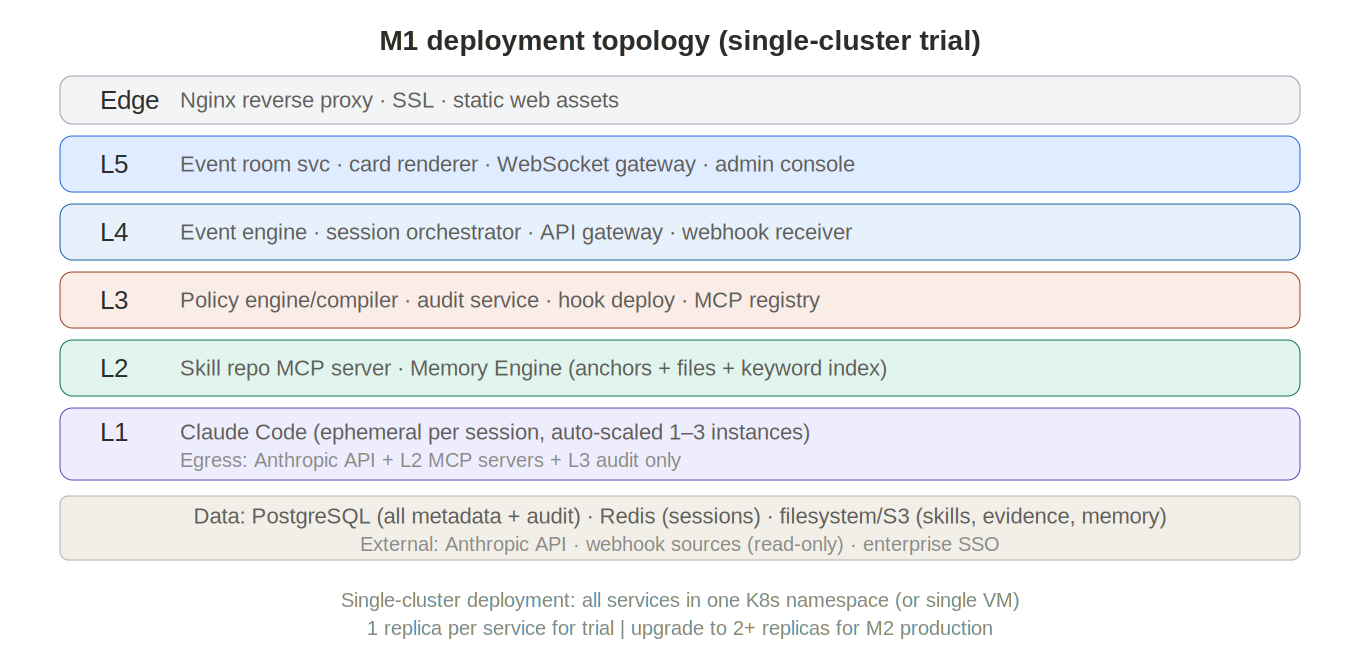 M1 deployment topology (single-cluster trial)
Edge Nginx reverse proxy · SSL · static web assets
L5 Event room svc · card renderer · WebSocket gateway · admin console
L4 Event engine · session orchestrator · API gateway · webhook receiver
L3 Policy engine/compiler · audit service · hook deploy · MCP registry
L2 Skill repo MCP server · Memory Engine (anchors + files + keyword index)
L1 Claude Code (ephemeral per session, auto-scaled 1–3 instances)
Egress: Anthropic API + L2 MCP servers + L3 audit only
Data: PostgreSQL (all metadata + audit) · Redis (sessions) · filesystem/S3 (skills, evidence, memory)
External: Anthropic API · webhook sources (read-only) · enterprise SSO
Single-cluster deployment: all services in one K8s namespace (or single VM)
1 replica per service for trial | upgrade to 2+ replicas for M2 production